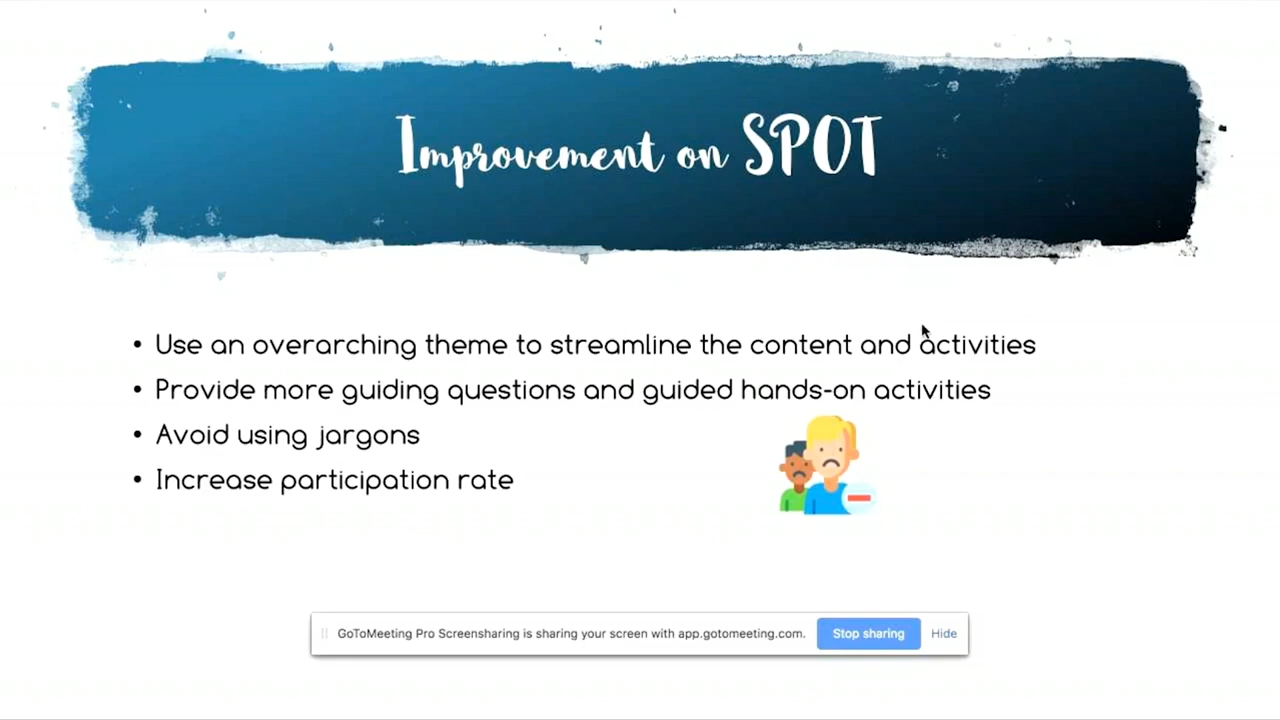 Improvement on SPOT
• Use an overarching theme to streamline the content and activities
• Provide more guiding questions and guided hands-on activities
• Avoid using jargons
• Increase participation rate
GoToMeeting Pro Screensharing is sharing your screen with app.gotomeeting.com. Stop sharing Hide